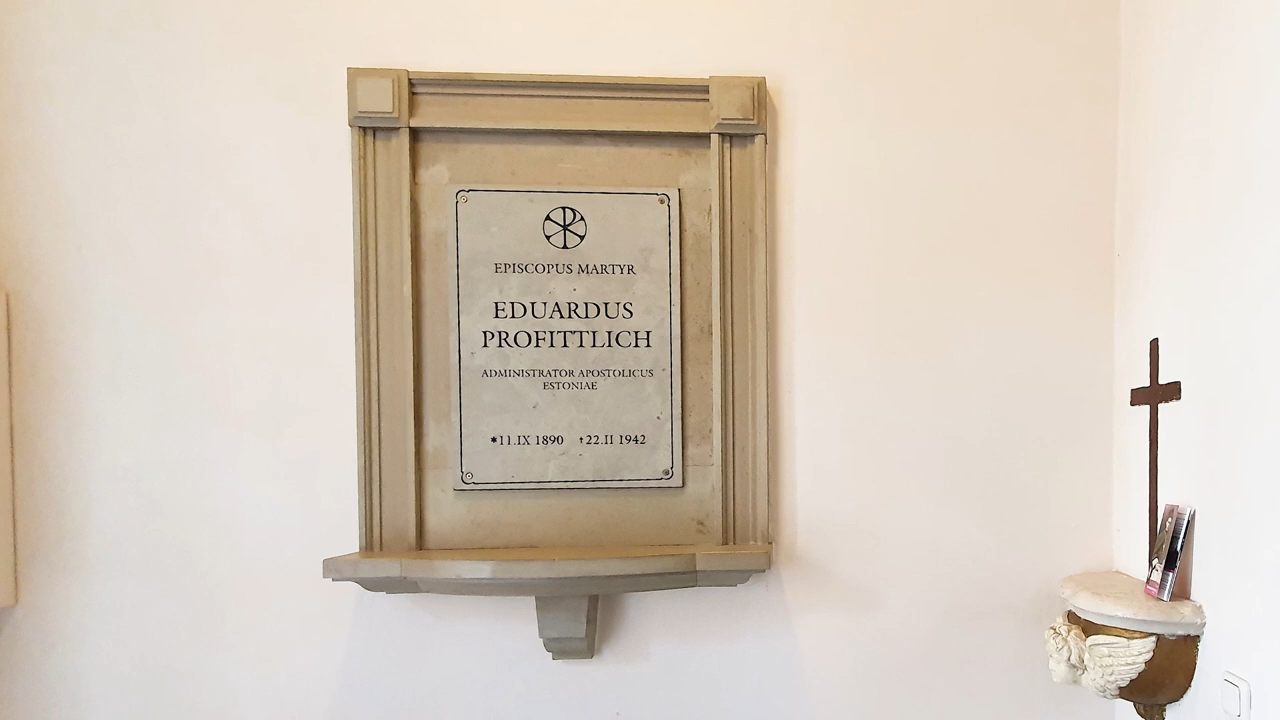 EPISCOPUS MARTYR
EDUARDUS
PROFITTLICH
ADMINISTRATOR APOSTOLICUS
ESTONIAE
*11.IX 1890 †22.II 1942